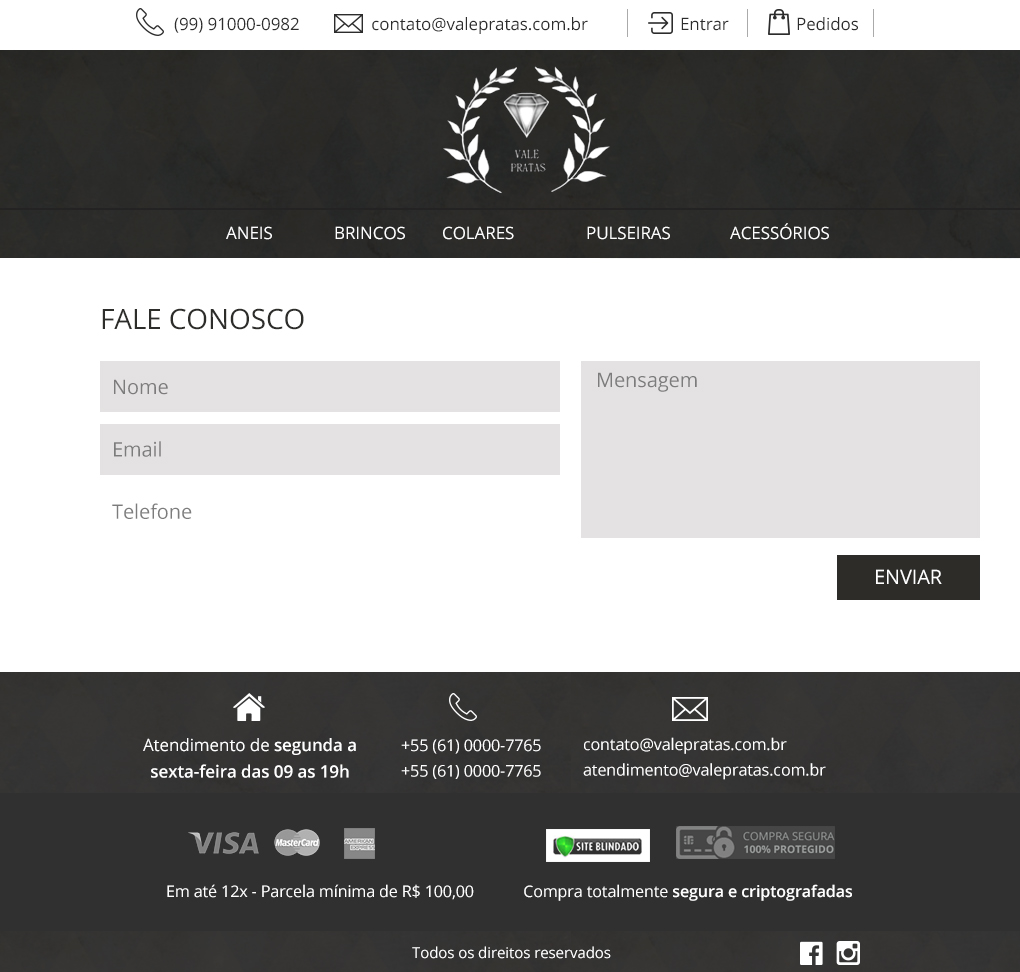 (99) 91000-0982 contato@valepratas.com.br Entrar Pedidos
VALE
PRATAS
ANEIS BRINCOS COLARES PULSEIRAS ACESSÓRIOS
FALE CONOSCO
Nome
Email
Telefone
Mensagem
ENVIAR
Atendimento de segunda a
sexta-feira das 09 as 19h
+55 (61) 0000-7765
+55 (61) 0000-7765
contato@valepratas.com.br
atendimento@valepratas.com.br
VISA MasterCard
AMERICAN
EXPRESS
SITE BLINDADO
COMPRA SEGURA
100% PROTEGIDO
Em até 12x - Parcela mínima de R$ 100,00
Compra totalmente segura e criptografadas
Todos os direitos reservados